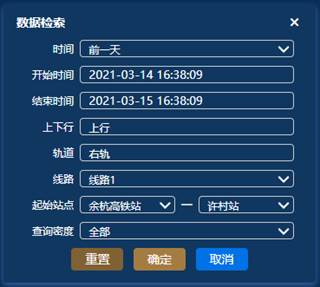 数据检索 ×
时间 前一天
开始时间 2021-03-14 16:38:09
结束时间 2021-03-15 16:38:09
上下行 上行
轨道 右轨
线路 线路1
起始站点 余杭高铁站 — 许村站
查询密度 全部
重置 确定 取消